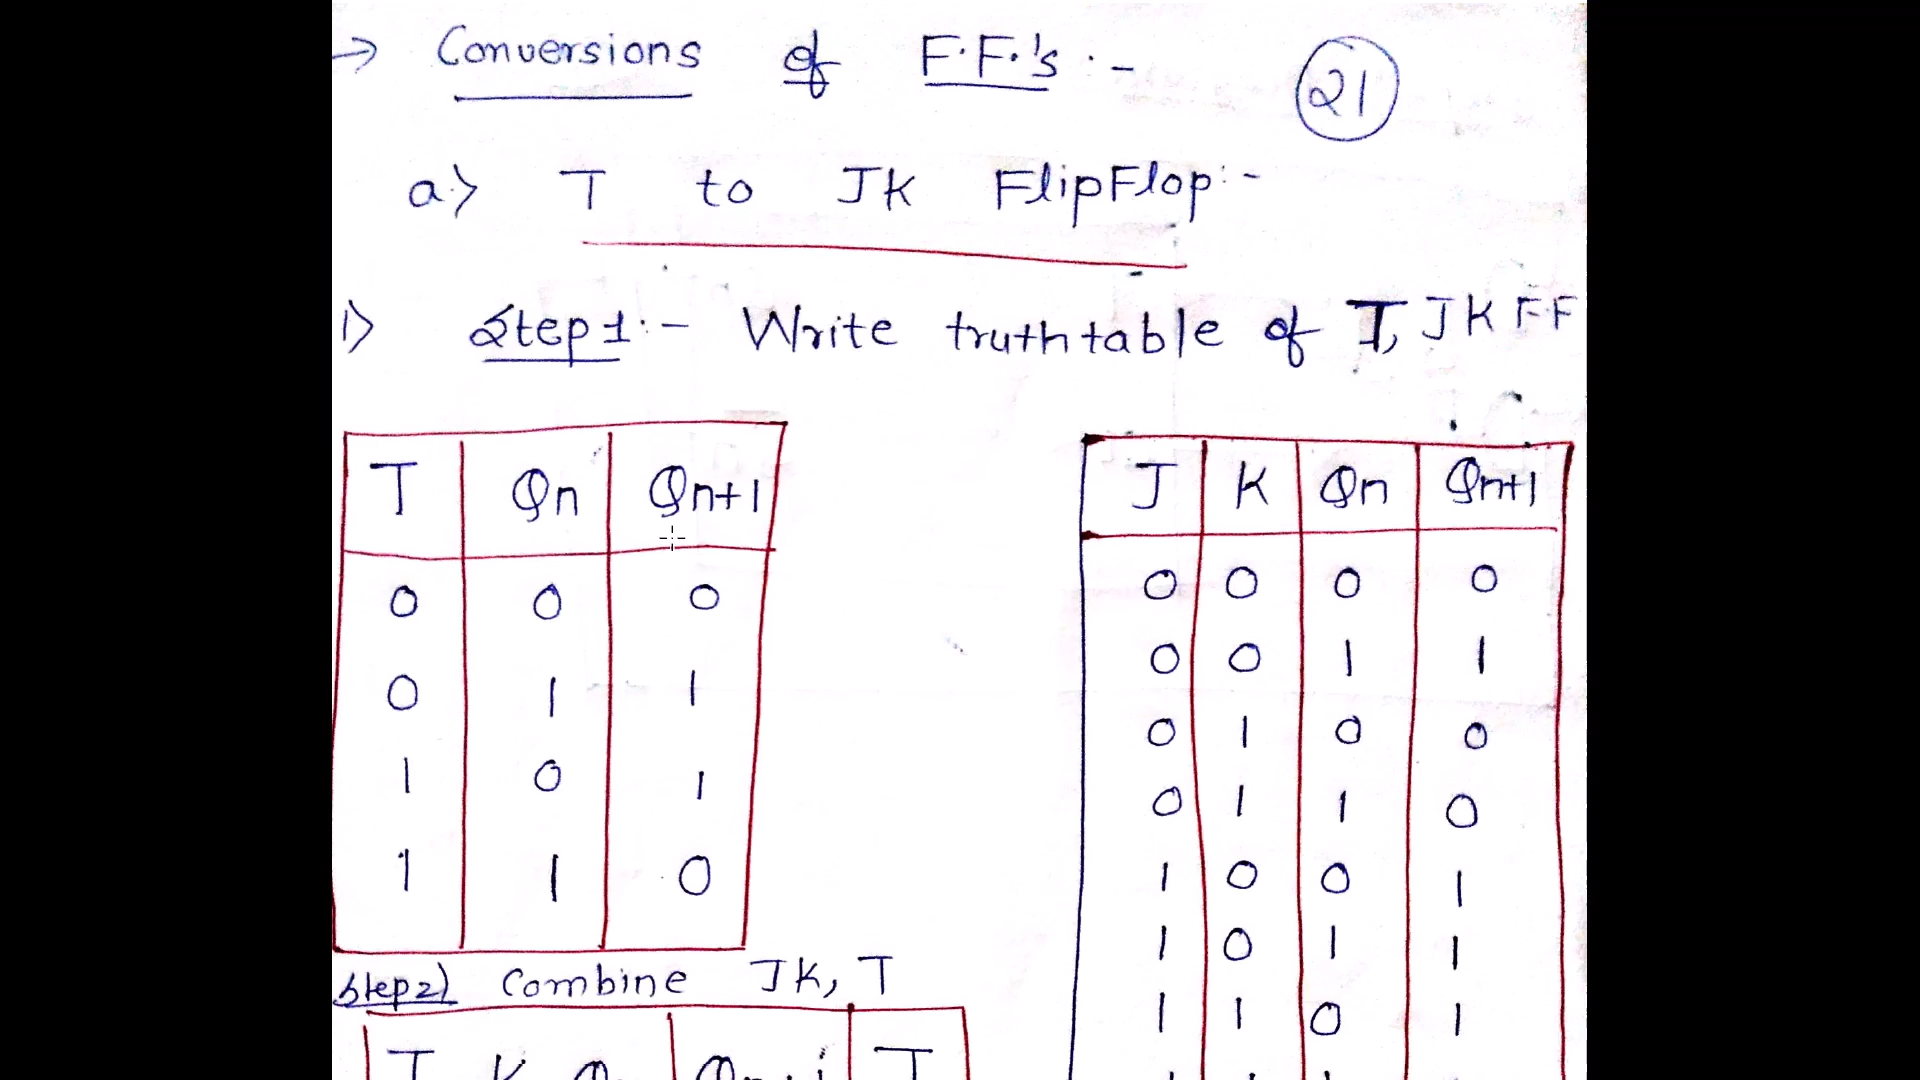 → Conversions of F.F.'s :-
21
a) T to JK FlipFlop :-
1) Step 1 :- Write truthtable of T, JK FF
T Qn Qn+1
0 0 0
0 1 1
1 0 1
1 1 0
J K Qn Qn+1
0 0 0 0
0 0 1 1
0 1 0 0
0 1 1 0
1 0 0 1
1 0 1 1
1 1 0 1
Step 2) Combine JK, T